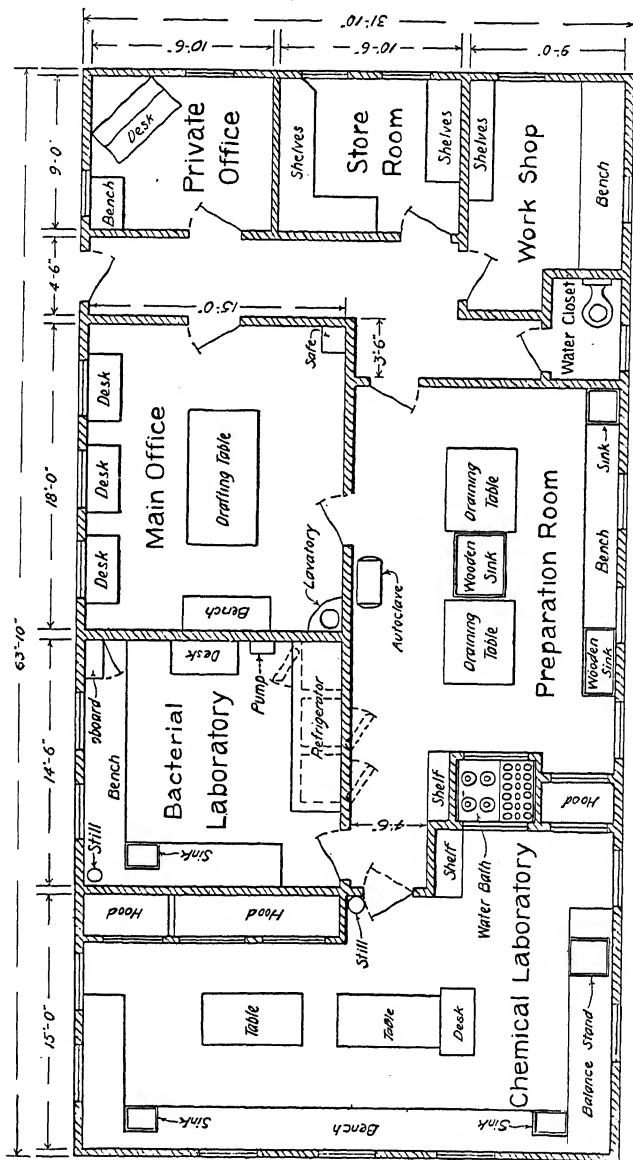 63'-10"
15'-0"
14'-6"
18'-0"
4'-6"
9'-0"
31'-10"
10'-6"
10'-6"
9'-0"
Hood
Hood
Still
Bench
Desk
Pump
Bacterial
Laboratory
Sink
Refrigerator
Desk
Desk
Desk
Main Office
Drafting Table
Bench
Lavatory
Safe
15'-0"
Bench
Desk
Private
Office
Shelves
Store
Room
Shelves
Shelves
Work Shop
Bench
Water Closet
3'-6"
Table
Table
Desk
Sink
Bench
Sink
Still
Chemical Laboratory
Balance Stand
4'-6"
Shelf
Shelf
Water Bath
Hood
Autoclave
Draining
Table
Wooden
Sink
Draining
Table
Preparation Room
Wooden
Sink
Bench
Sink